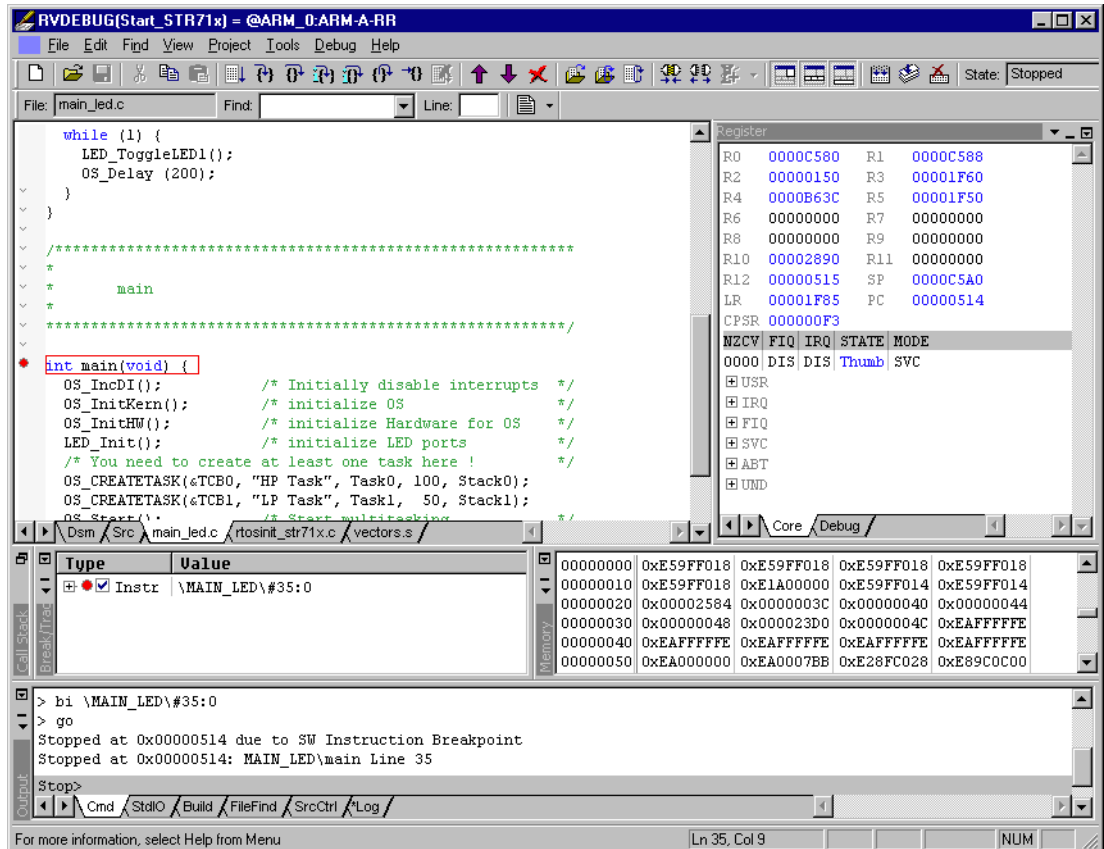 RVDEBUG(Start_STR71x) = @ARM_0:ARM-A-RR
File Edit Find View Project Tools Debug Help
State: Stopped
File: main_led.c Find: Line:
while (1) {
LED_ToggleLED1();
OS_Delay (200);
}
}
/**********************************************************
*
* main
*
**********************************************************/
int main(void) {
OS_IncDI(); /* Initially disable interrupts */
OS_InitKern(); /* initialize OS */
OS_InitHW(); /* initialize Hardware for OS */
LED_Init(); /* initialize LED ports */
/* You need to create at least one task here ! */
OS_CREATETASK(&TCB0, "HP Task", Task0, 100, Stack0);
OS_CREATETASK(&TCB1, "LP Task", Task1, 50, Stack1);
OS_Start(); /* Start multitasking */
Dsm Src main_led.c rtosinit_str71x.c vectors.s
Register
R0 0000C580 R1 0000C588
R2 00000150 R3 00001F60
R4 0000B63C R5 00001F50
R6 00000000 R7 00000000
R8 00000000 R9 00000000
R10 00002890 R11 00000000
R12 00000515 SP 0000C5A0
LR 00001F85 PC 00000514
CPSR 000000F3
NZCV FIQ IRQ STATE MODE
0000 DIS DIS Thumb SVC
USR
IRQ
FIQ
SVC
ABT
UND
Core Debug
Call Stack
Break/Trac
Type Value
Instr \MAIN_LED\#35:0
Memory
00000000 0xE59FF018 0xE59FF018 0xE59FF018 0xE59FF018
00000010 0xE59FF018 0xE1A00000 0xE59FF014 0xE59FF014
00000020 0x00002584 0x0000003C 0x00000040 0x00000044
00000030 0x00000048 0x000023D0 0x0000004C 0xEAFFFFFE
00000040 0xEAFFFFFE 0xEAFFFFFE 0xEAFFFFFE 0xEAFFFFFE
00000050 0xEA000000 0xEA0007BB 0xE28FC028 0xE89C0C00
Output
> bi \MAIN_LED\#35:0
> go
Stopped at 0x00000514 due to SW Instruction Breakpoint
Stopped at 0x00000514: MAIN_LED\main Line 35
Stop>
Cmd StdIO Build FileFind SrcCtrl *Log
For more information, select Help from Menu Ln 35, Col 9 NUM